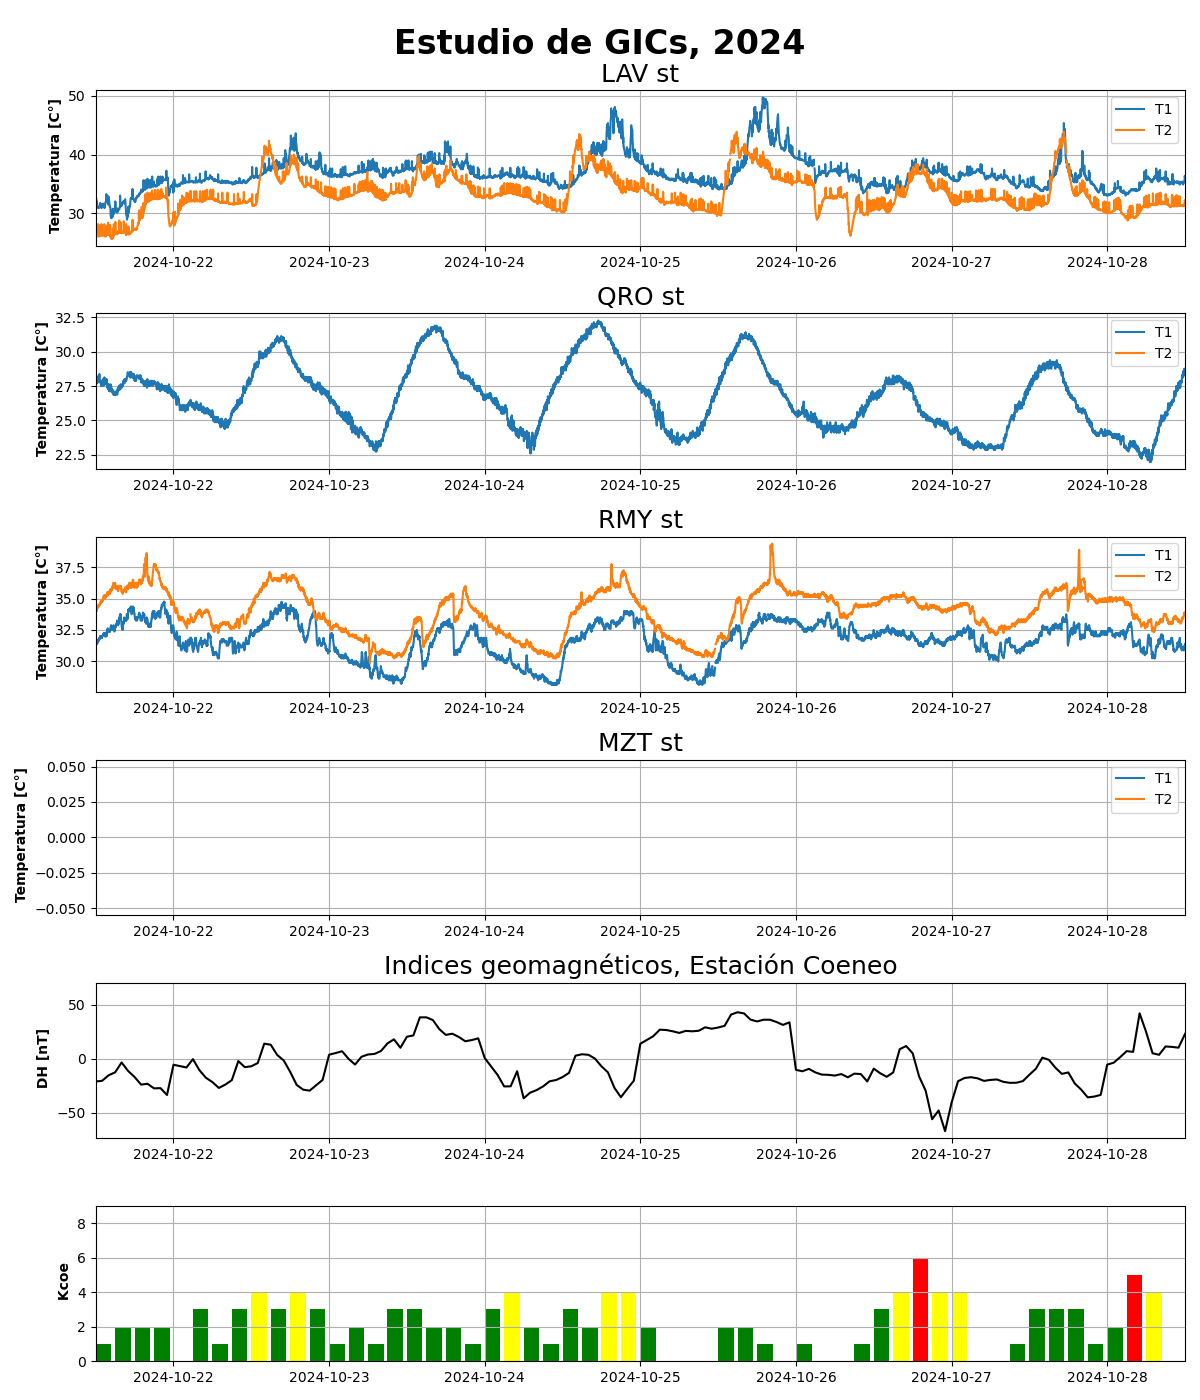 Estudio de GICs, 2024
LAV st
Temperatura [C°]
50
40
30
T1
T2
2024-10-22 2024-10-23 2024-10-24 2024-10-25 2024-10-26 2024-10-27 2024-10-28
QRO st
Temperatura [C°]
32.5
30.0
27.5
25.0
22.5
T1
T2
2024-10-22 2024-10-23 2024-10-24 2024-10-25 2024-10-26 2024-10-27 2024-10-28
RMY st
Temperatura [C°]
37.5
35.0
32.5
30.0
T1
T2
2024-10-22 2024-10-23 2024-10-24 2024-10-25 2024-10-26 2024-10-27 2024-10-28
MZT st
Temperatura [C°]
0.050
0.025
0.000
−0.025
−0.050
T1
T2
2024-10-22 2024-10-23 2024-10-24 2024-10-25 2024-10-26 2024-10-27 2024-10-28
Indices geomagnéticos, Estación Coeneo
DH [nT]
50
0
−50
2024-10-22 2024-10-23 2024-10-24 2024-10-25 2024-10-26 2024-10-27 2024-10-28
Kcoe
8
6
4
2
0
2024-10-22 2024-10-23 2024-10-24 2024-10-25 2024-10-26 2024-10-27 2024-10-28